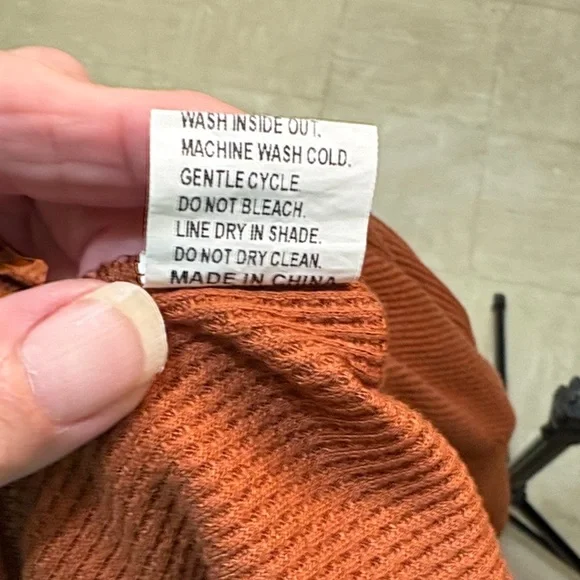 WASH INSIDE OUT.
MACHINE WASH COLD.
GENTLE CYCLE
DO NOT BLEACH.
LINE DRY IN SHADE.
DO NOT DRY CLEAN.
MADE IN CHINA